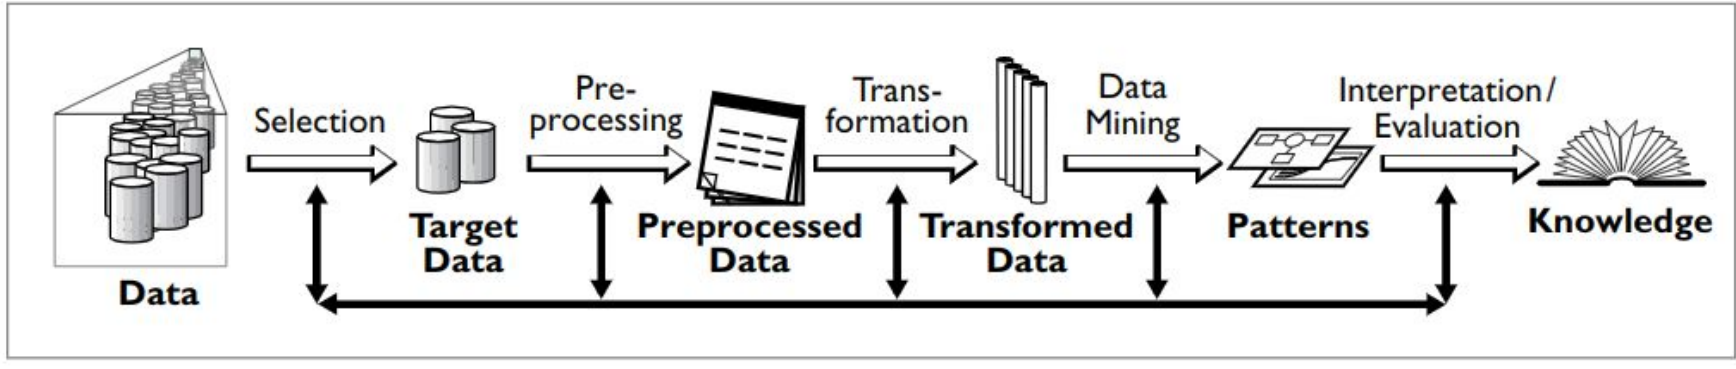 Selection
Pre-
processing
Trans-
formation
Data
Mining
Interpretation/
Evaluation
Data
Target
Data
Preprocessed
Data
Transformed
Data
Patterns
Knowledge